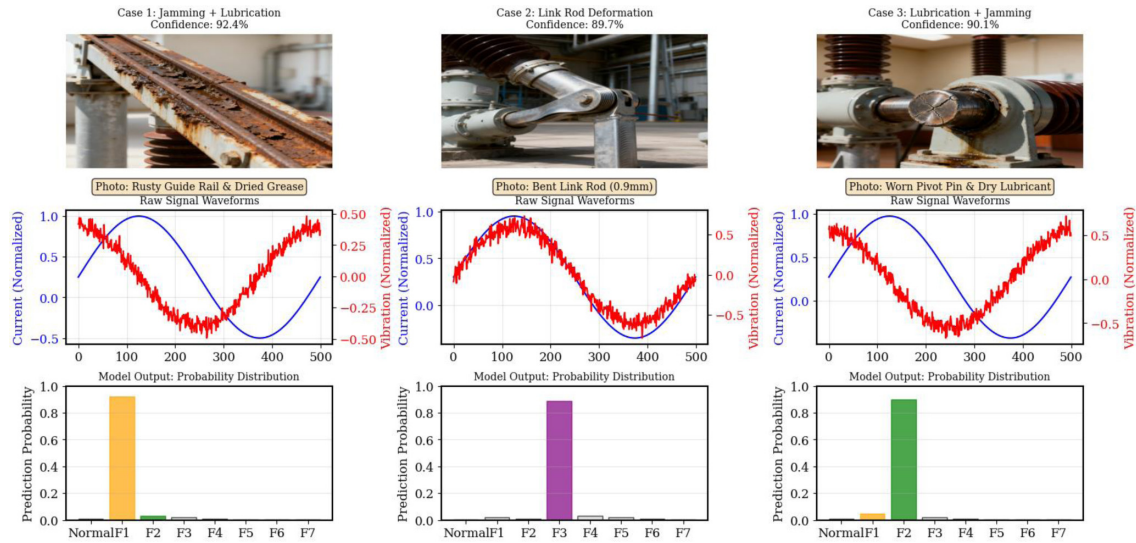 Case 1: Jamming + Lubrication
Confidence: 92.4%
Case 2: Link Rod Deformation
Confidence: 89.7%
Case 3: Lubrication + Jamming
Confidence: 90.1%
Photo: Rusty Guide Rail & Dried Grease
Photo: Bent Link Rod (0.9mm)
Photo: Worn Pivot Pin & Dry Lubricant
Raw Signal Waveforms
Current (Normalized)
1.0
0.5
0.0
−0.5
0 100 200 300 400 500
0.50
0.25
0.00
−0.25
−0.50
Vibration (Normalized)
Raw Signal Waveforms
Current (Normalized)
1.0
0.5
0.0
0 100 200 300 400 500
0.5
0.0
−0.5
Vibration (Normalized)
Raw Signal Waveforms
Current (Normalized)
1.0
0.5
0.0
0 100 200 300 400 500
0.5
0.0
−0.5
Vibration (Normalized)
Model Output: Probability Distribution
Prediction Probability
1.0
0.8
0.6
0.4
0.2
0.0
Normal F1 F2 F3 F4 F5 F6 F7
Model Output: Probability Distribution
Prediction Probability
1.0
0.8
0.6
0.4
0.2
0.0
Normal F1 F2 F3 F4 F5 F6 F7
Model Output: Probability Distribution
Prediction Probability
1.0
0.8
0.6
0.4
0.2
0.0
Normal F1 F2 F3 F4 F5 F6 F7